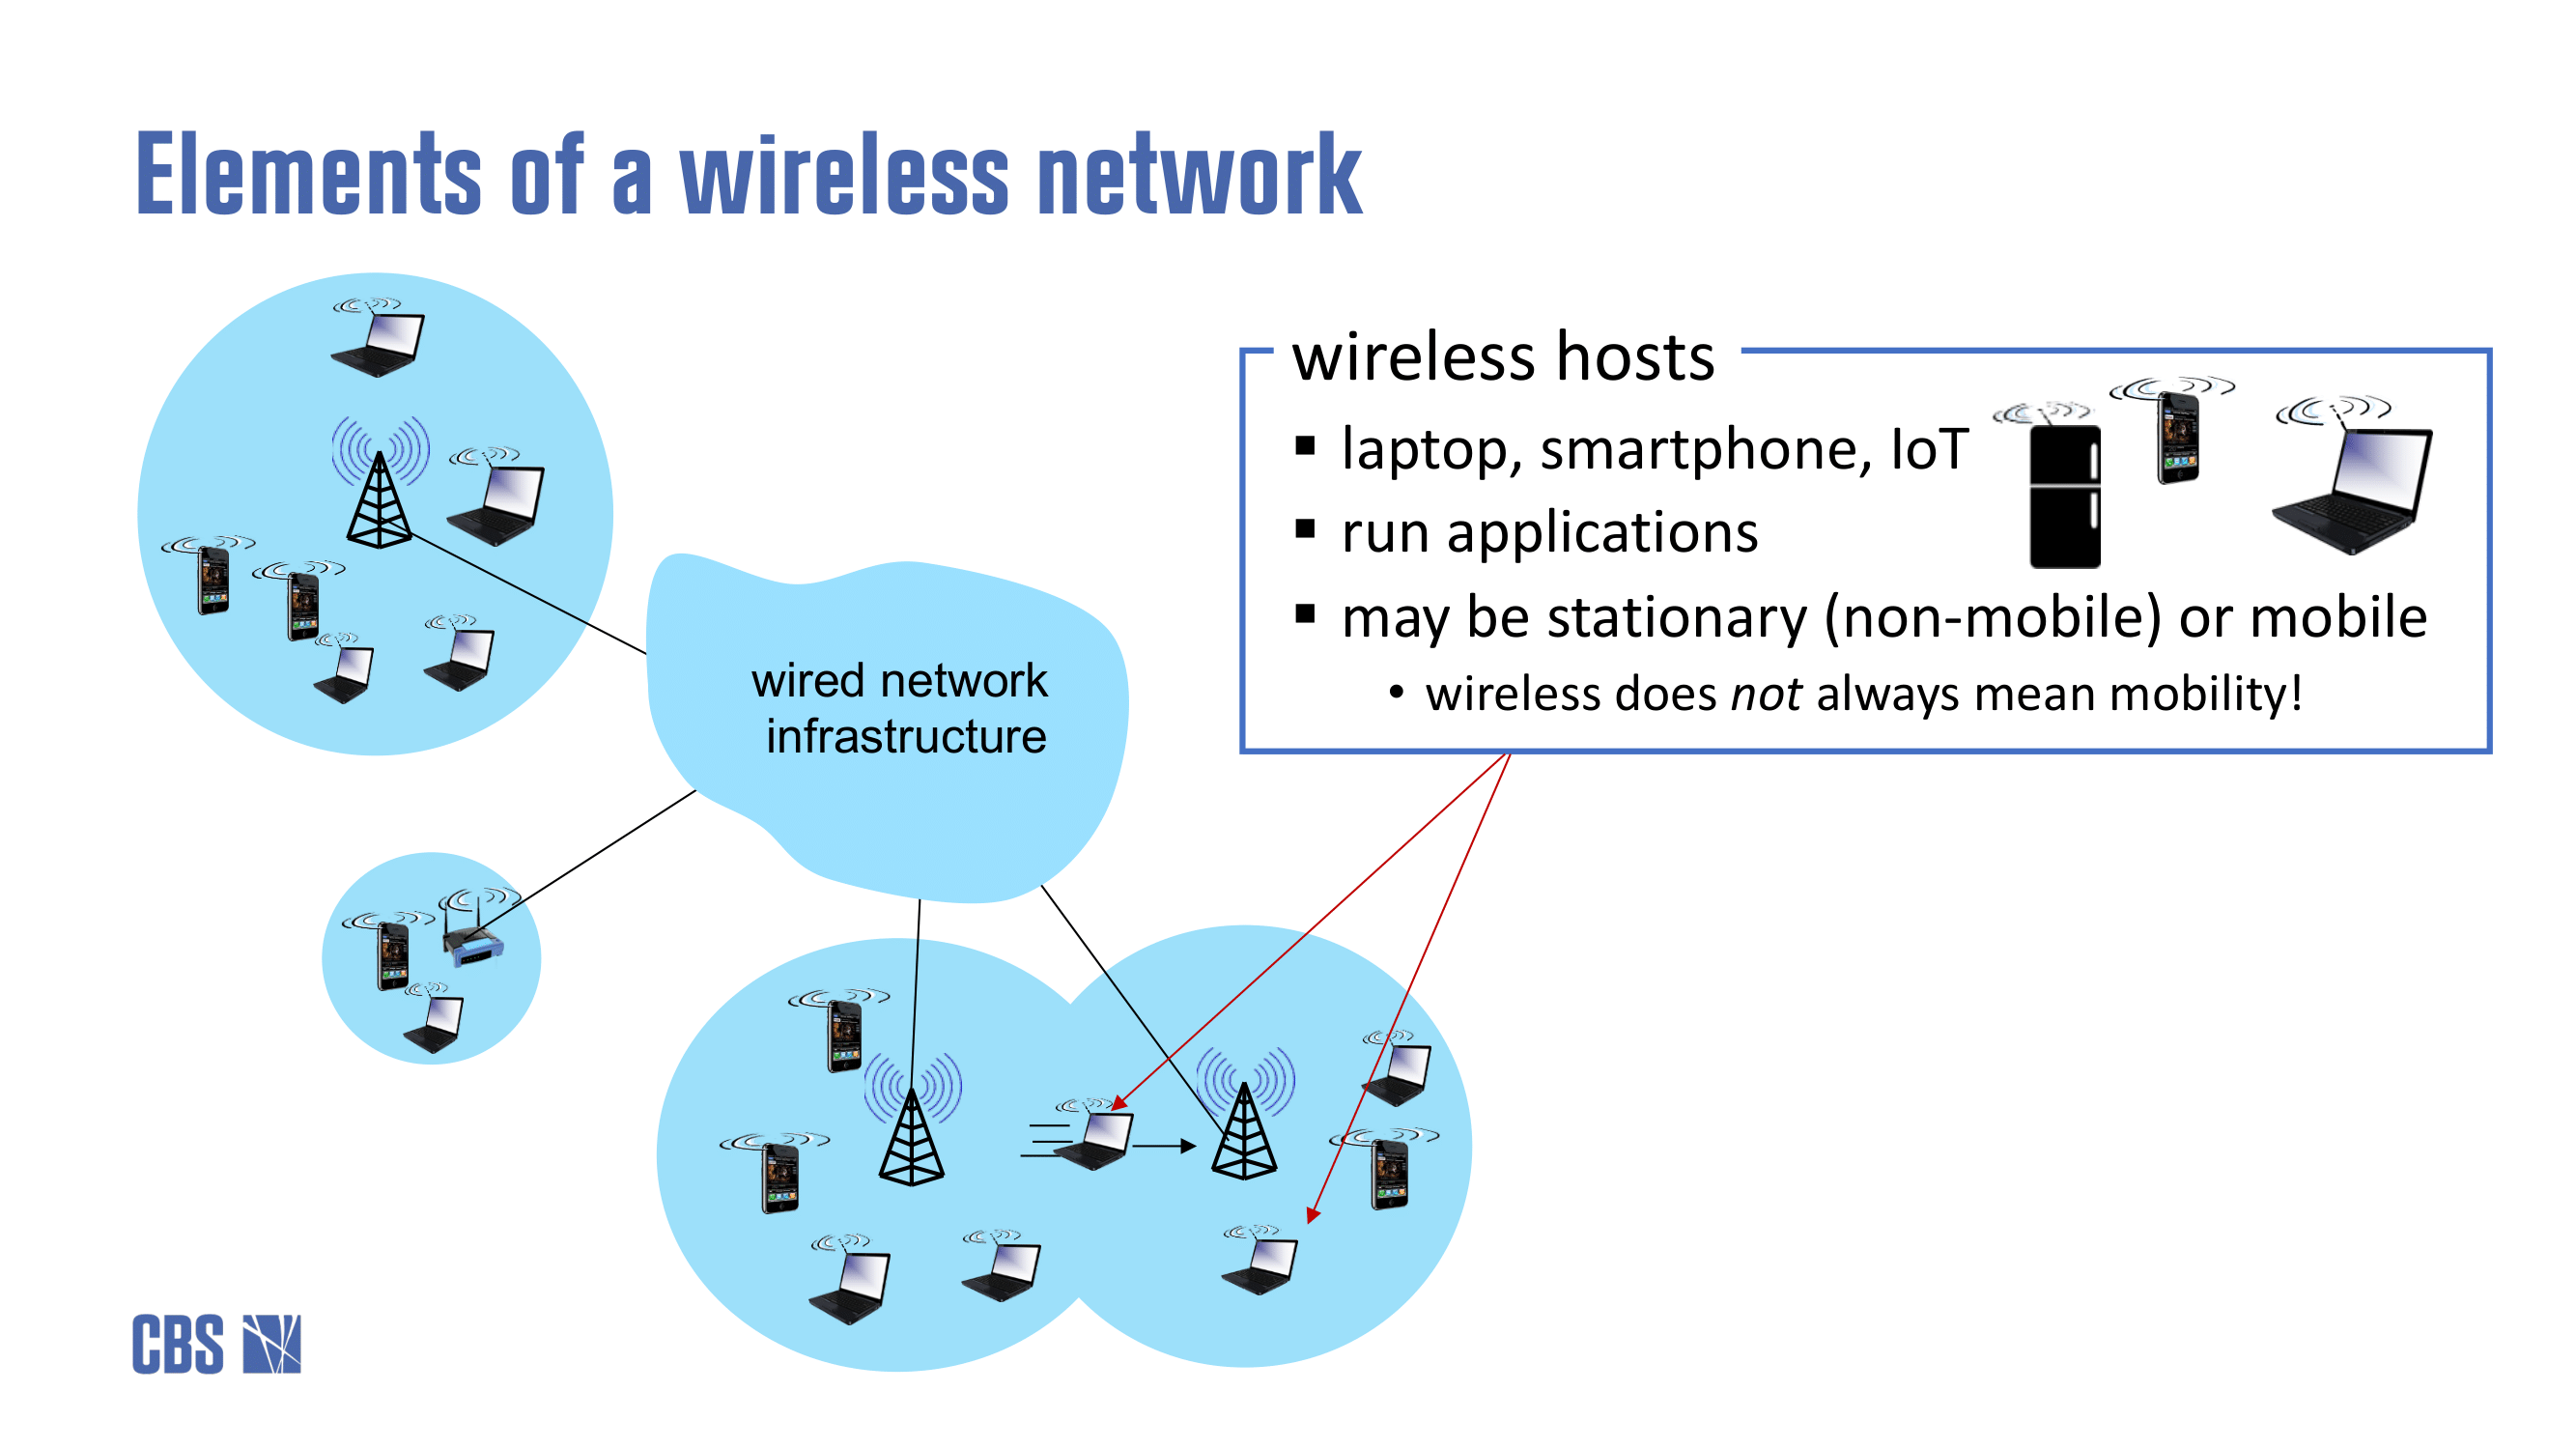 Elements of a wireless network
wired network
infrastructure
wireless hosts
▪ laptop, smartphone, IoT
▪ run applications
▪ may be stationary (non-mobile) or mobile
• wireless does not always mean mobility!
CBS